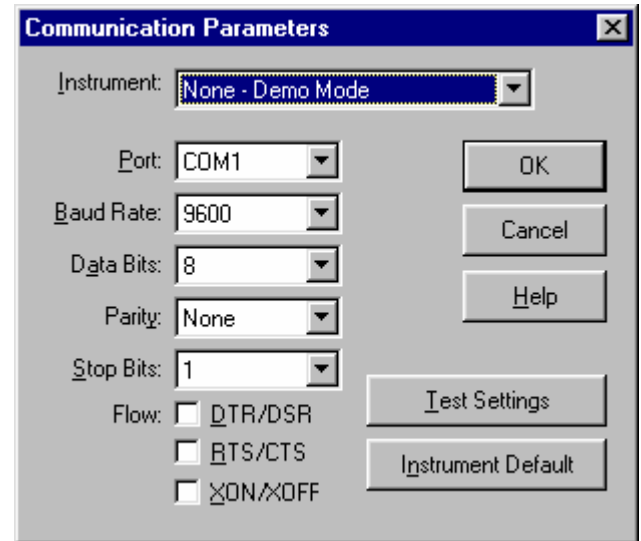 Communication Parameters
Instrument: None - Demo Mode
Port: COM1
OK
Baud Rate: 9600
Cancel
Data Bits: 8
Help
Parity: None
Stop Bits: 1
Test Settings
Flow: DTR/DSR
RTS/CTS
Instrument Default
XON/XOFF